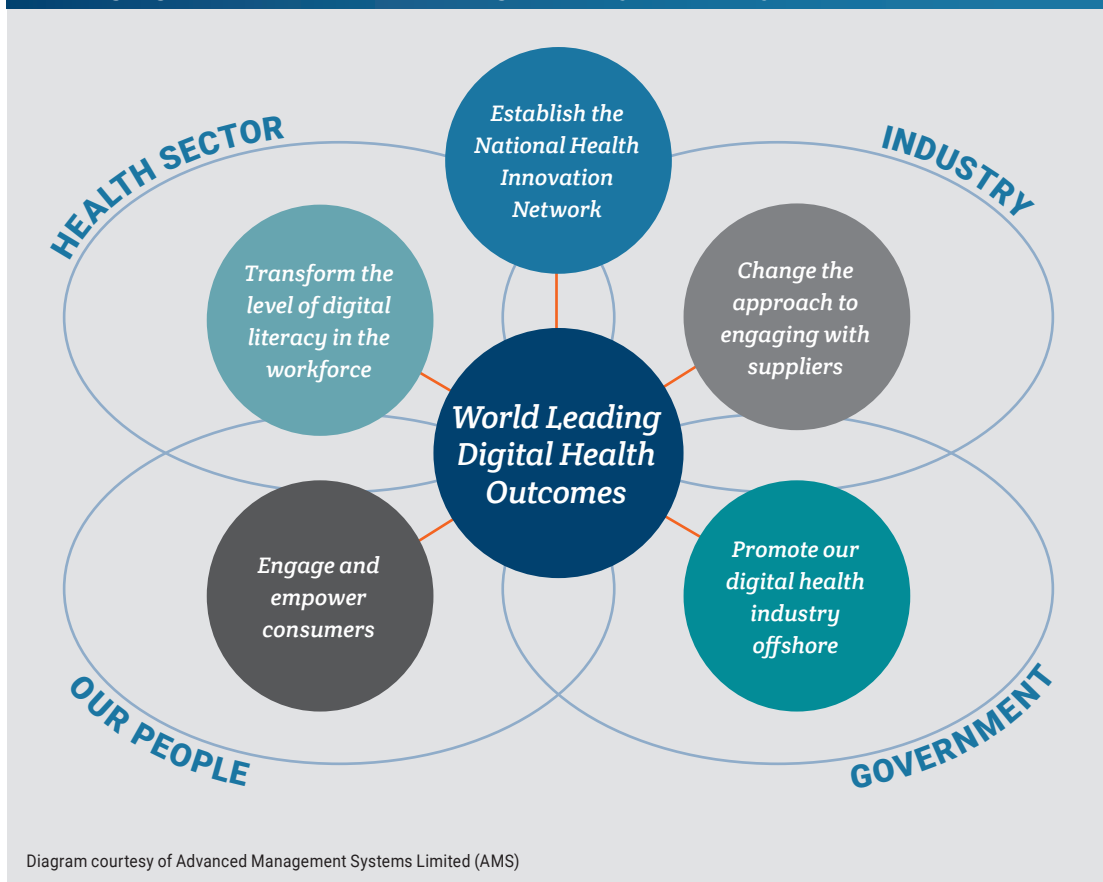 Establish the
National Health
Innovation
Network
HEALTH SECTOR
INDUSTRY
Transform the
level of digital
literacy in the
workforce
Change the
approach to
engaging with
suppliers
World Leading
Digital Health
Outcomes
Engage and
empower
consumers
Promote our
digital health
industry
offshore
OUR PEOPLE
GOVERNMENT
Diagram courtesy of Advanced Management Systems Limited (AMS)